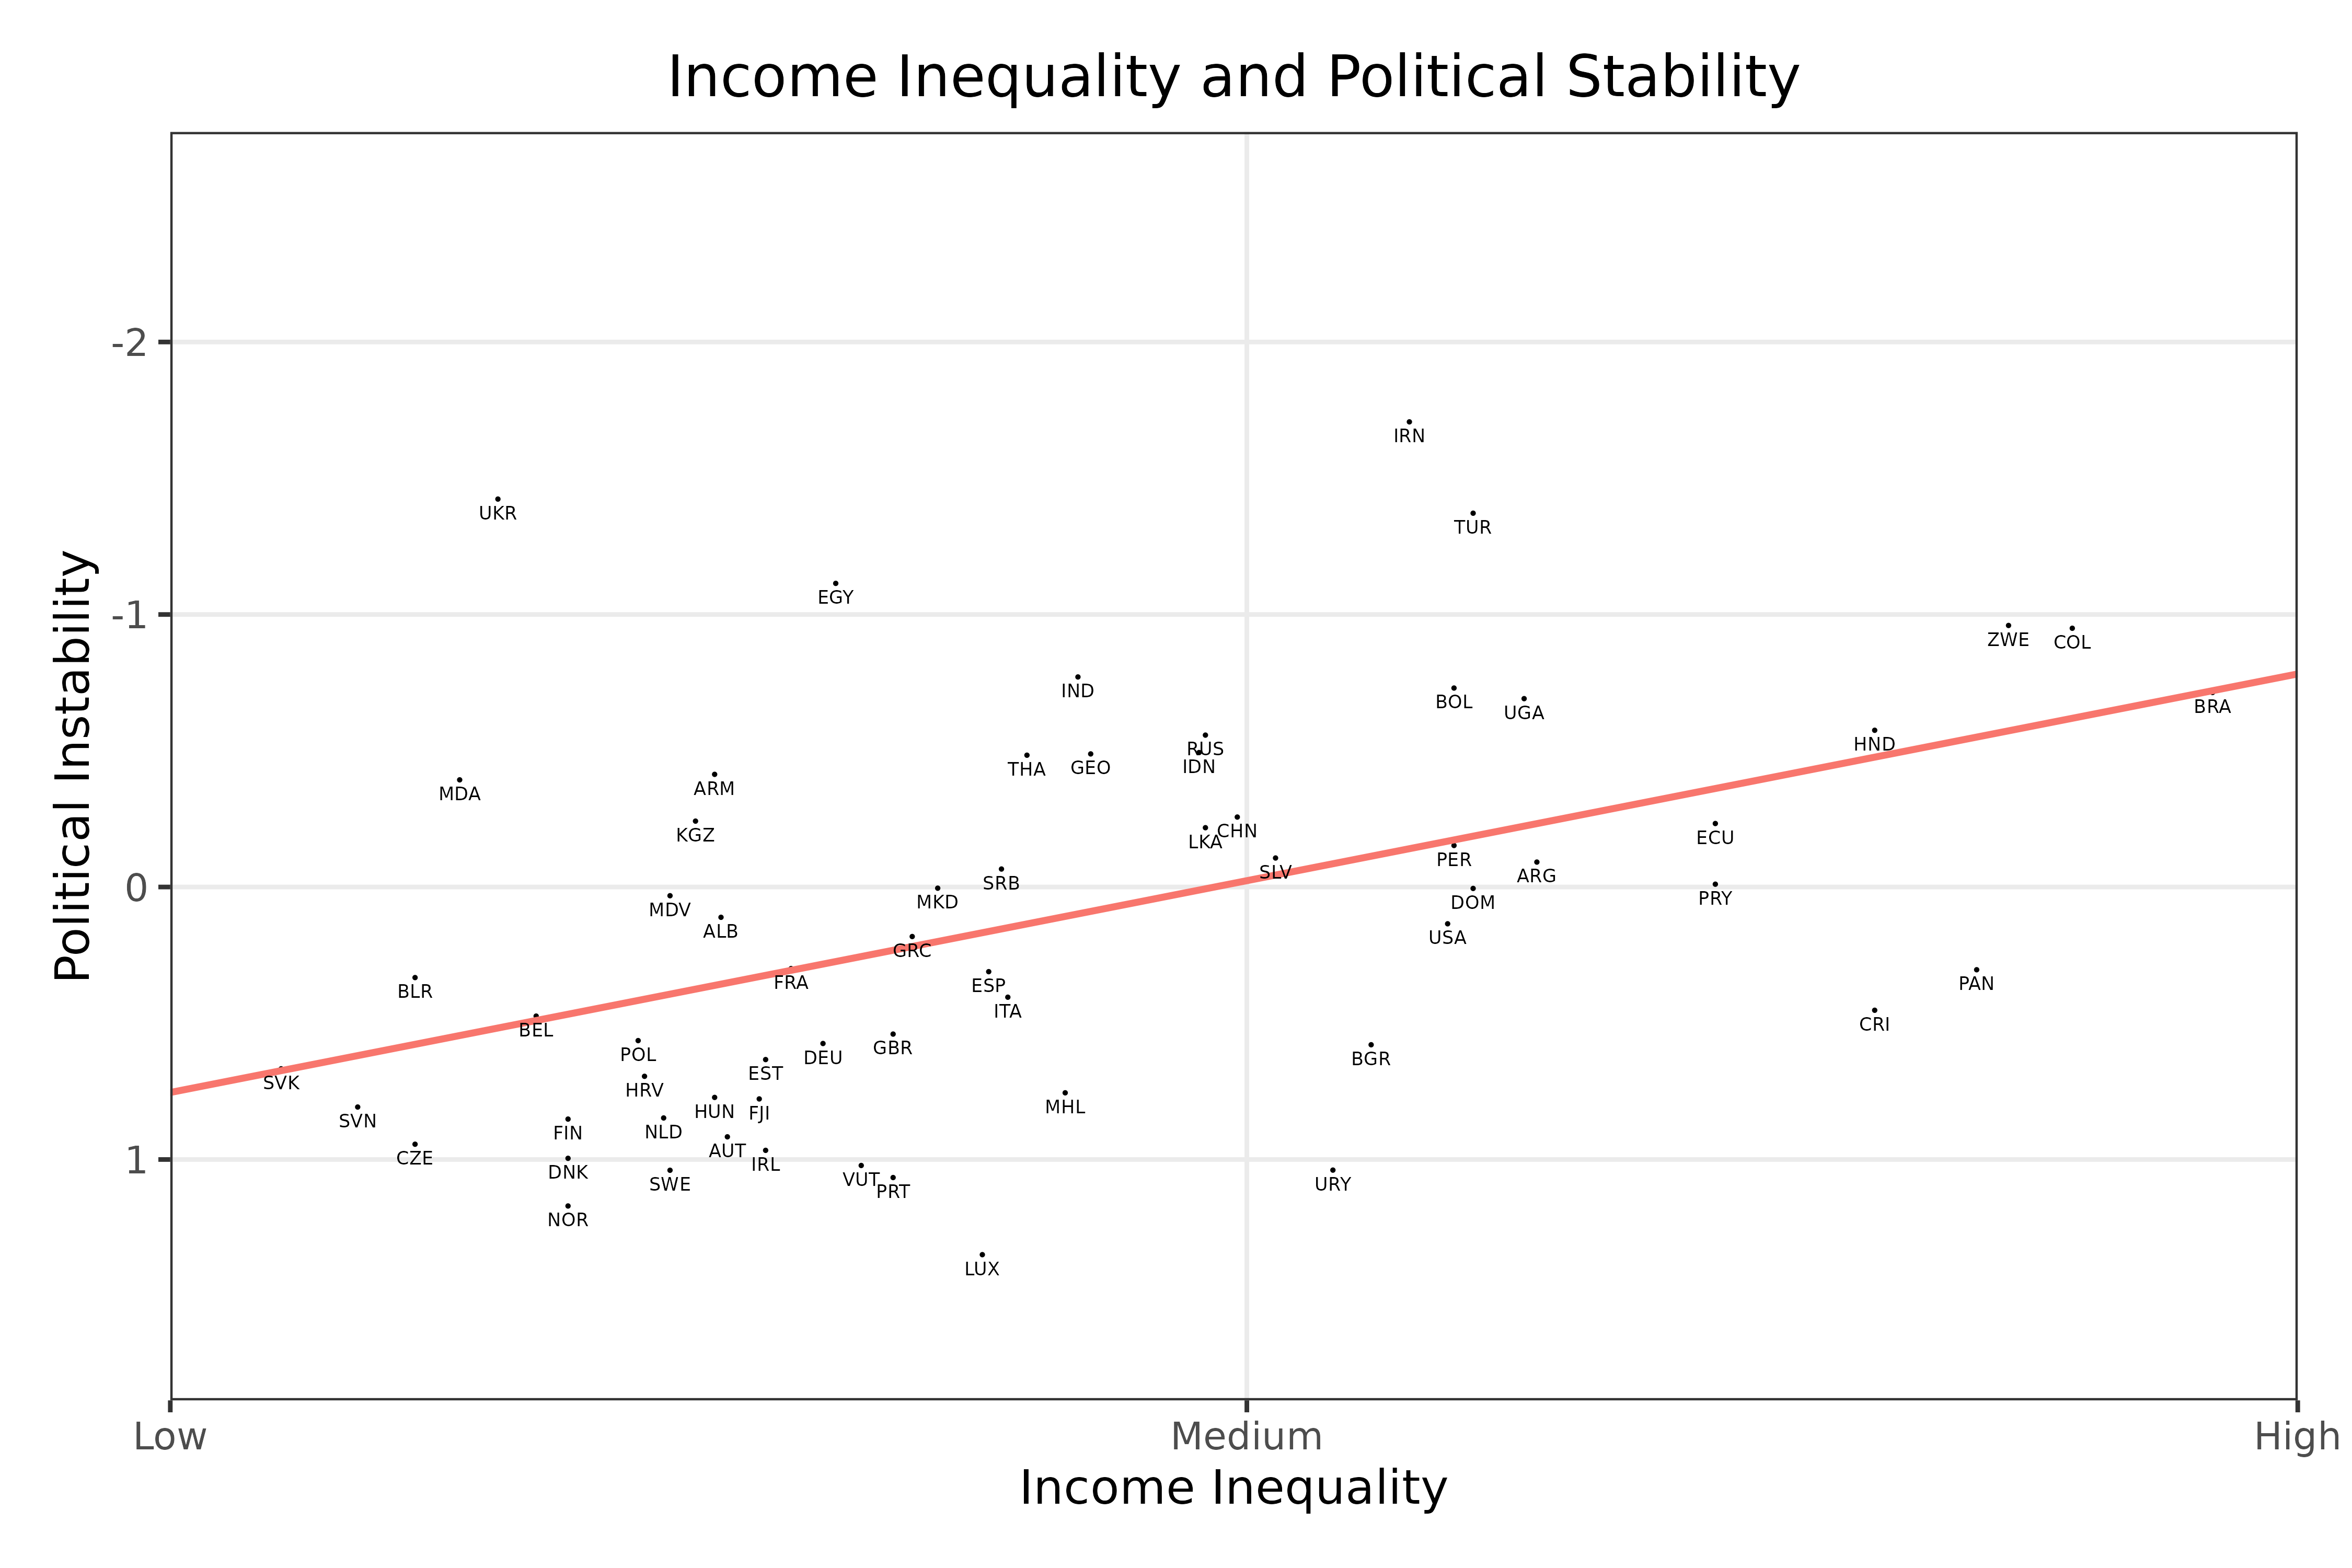 Income Inequality and Political Stability
Political Instability
-2
-1
0
1
IRN
UKR
TUR
EGY
ZWE
COL
IND
BOL
UGA
BRA
RUS
HND
IDN
THA
GEO
MDA
ARM
KGZ
CHN
LKA
ECU
PER
SLV
ARG
SRB
PRY
MKD
DOM
MDV
ALB
USA
GRC
FRA
ESP
PAN
BLR
ITA
CRI
BEL
GBR
POL
DEU
BGR
EST
SVK
HRV
MHL
HUN
FJI
SVN
NLD
FIN
AUT
CZE
IRL
DNK
VUT
SWE
URY
PRT
NOR
LUX
Low
Medium
High
Income Inequality